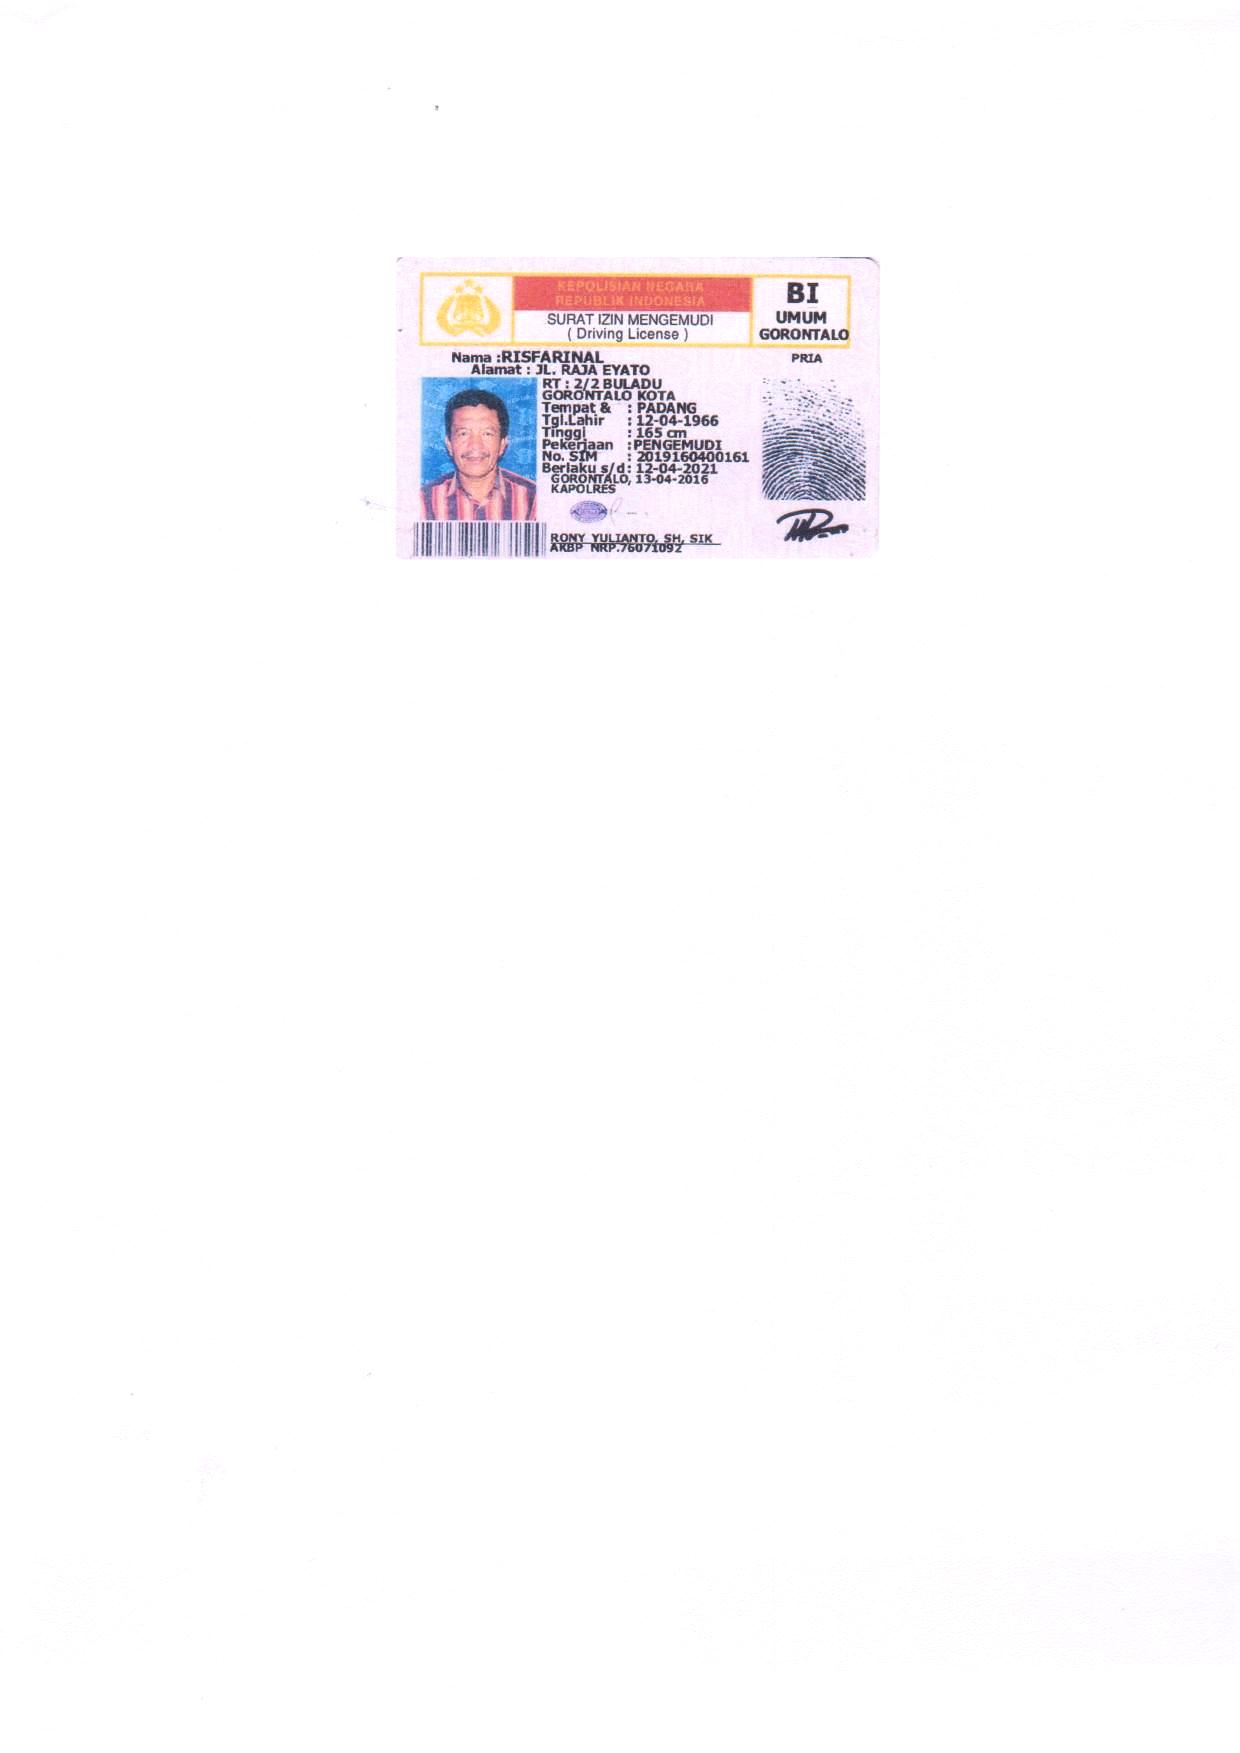 KEPOLISIAN NEGARA
REPUBLIK INDONESIA
SURAT IZIN MENGEMUDI
( Driving License )
BI
UMUM
GORONTALO
Nama :RISFARINAL
PRIA
Alamat : JL. RAJA EYATO
RT : 2/2 BULADU
GORONTALO KOTA
Tempat & : PADANG
Tgl.Lahir : 12-04-1966
Tinggi : 165 cm
Pekerjaan :PENGEMUDI
No. SIM : 2019160400161
Berlaku s/d: 12-04-2021
GORONTALO, 13-04-2016
KAPOLRES
RONY YULIANTO, SH, SIK
AKBP NRP.76071092